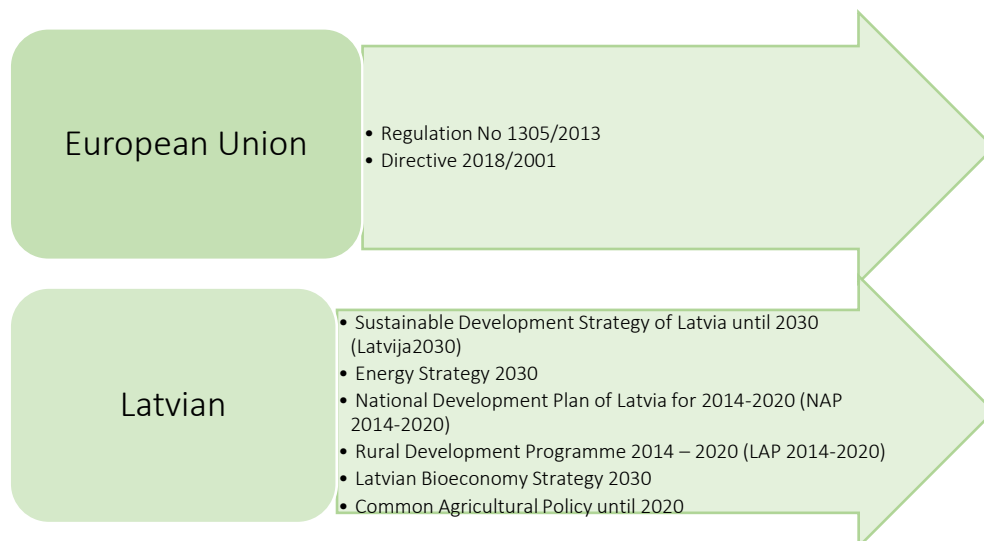 European Union
• Regulation No 1305/2013
• Directive 2018/2001
Latvian
• Sustainable Development Strategy of Latvia until 2030
(Latvija2030)
• Energy Strategy 2030
• National Development Plan of Latvia for 2014-2020 (NAP
2014-2020)
• Rural Development Programme 2014 – 2020 (LAP 2014-2020)
• Latvian Bioeconomy Strategy 2030
• Common Agricultural Policy until 2020